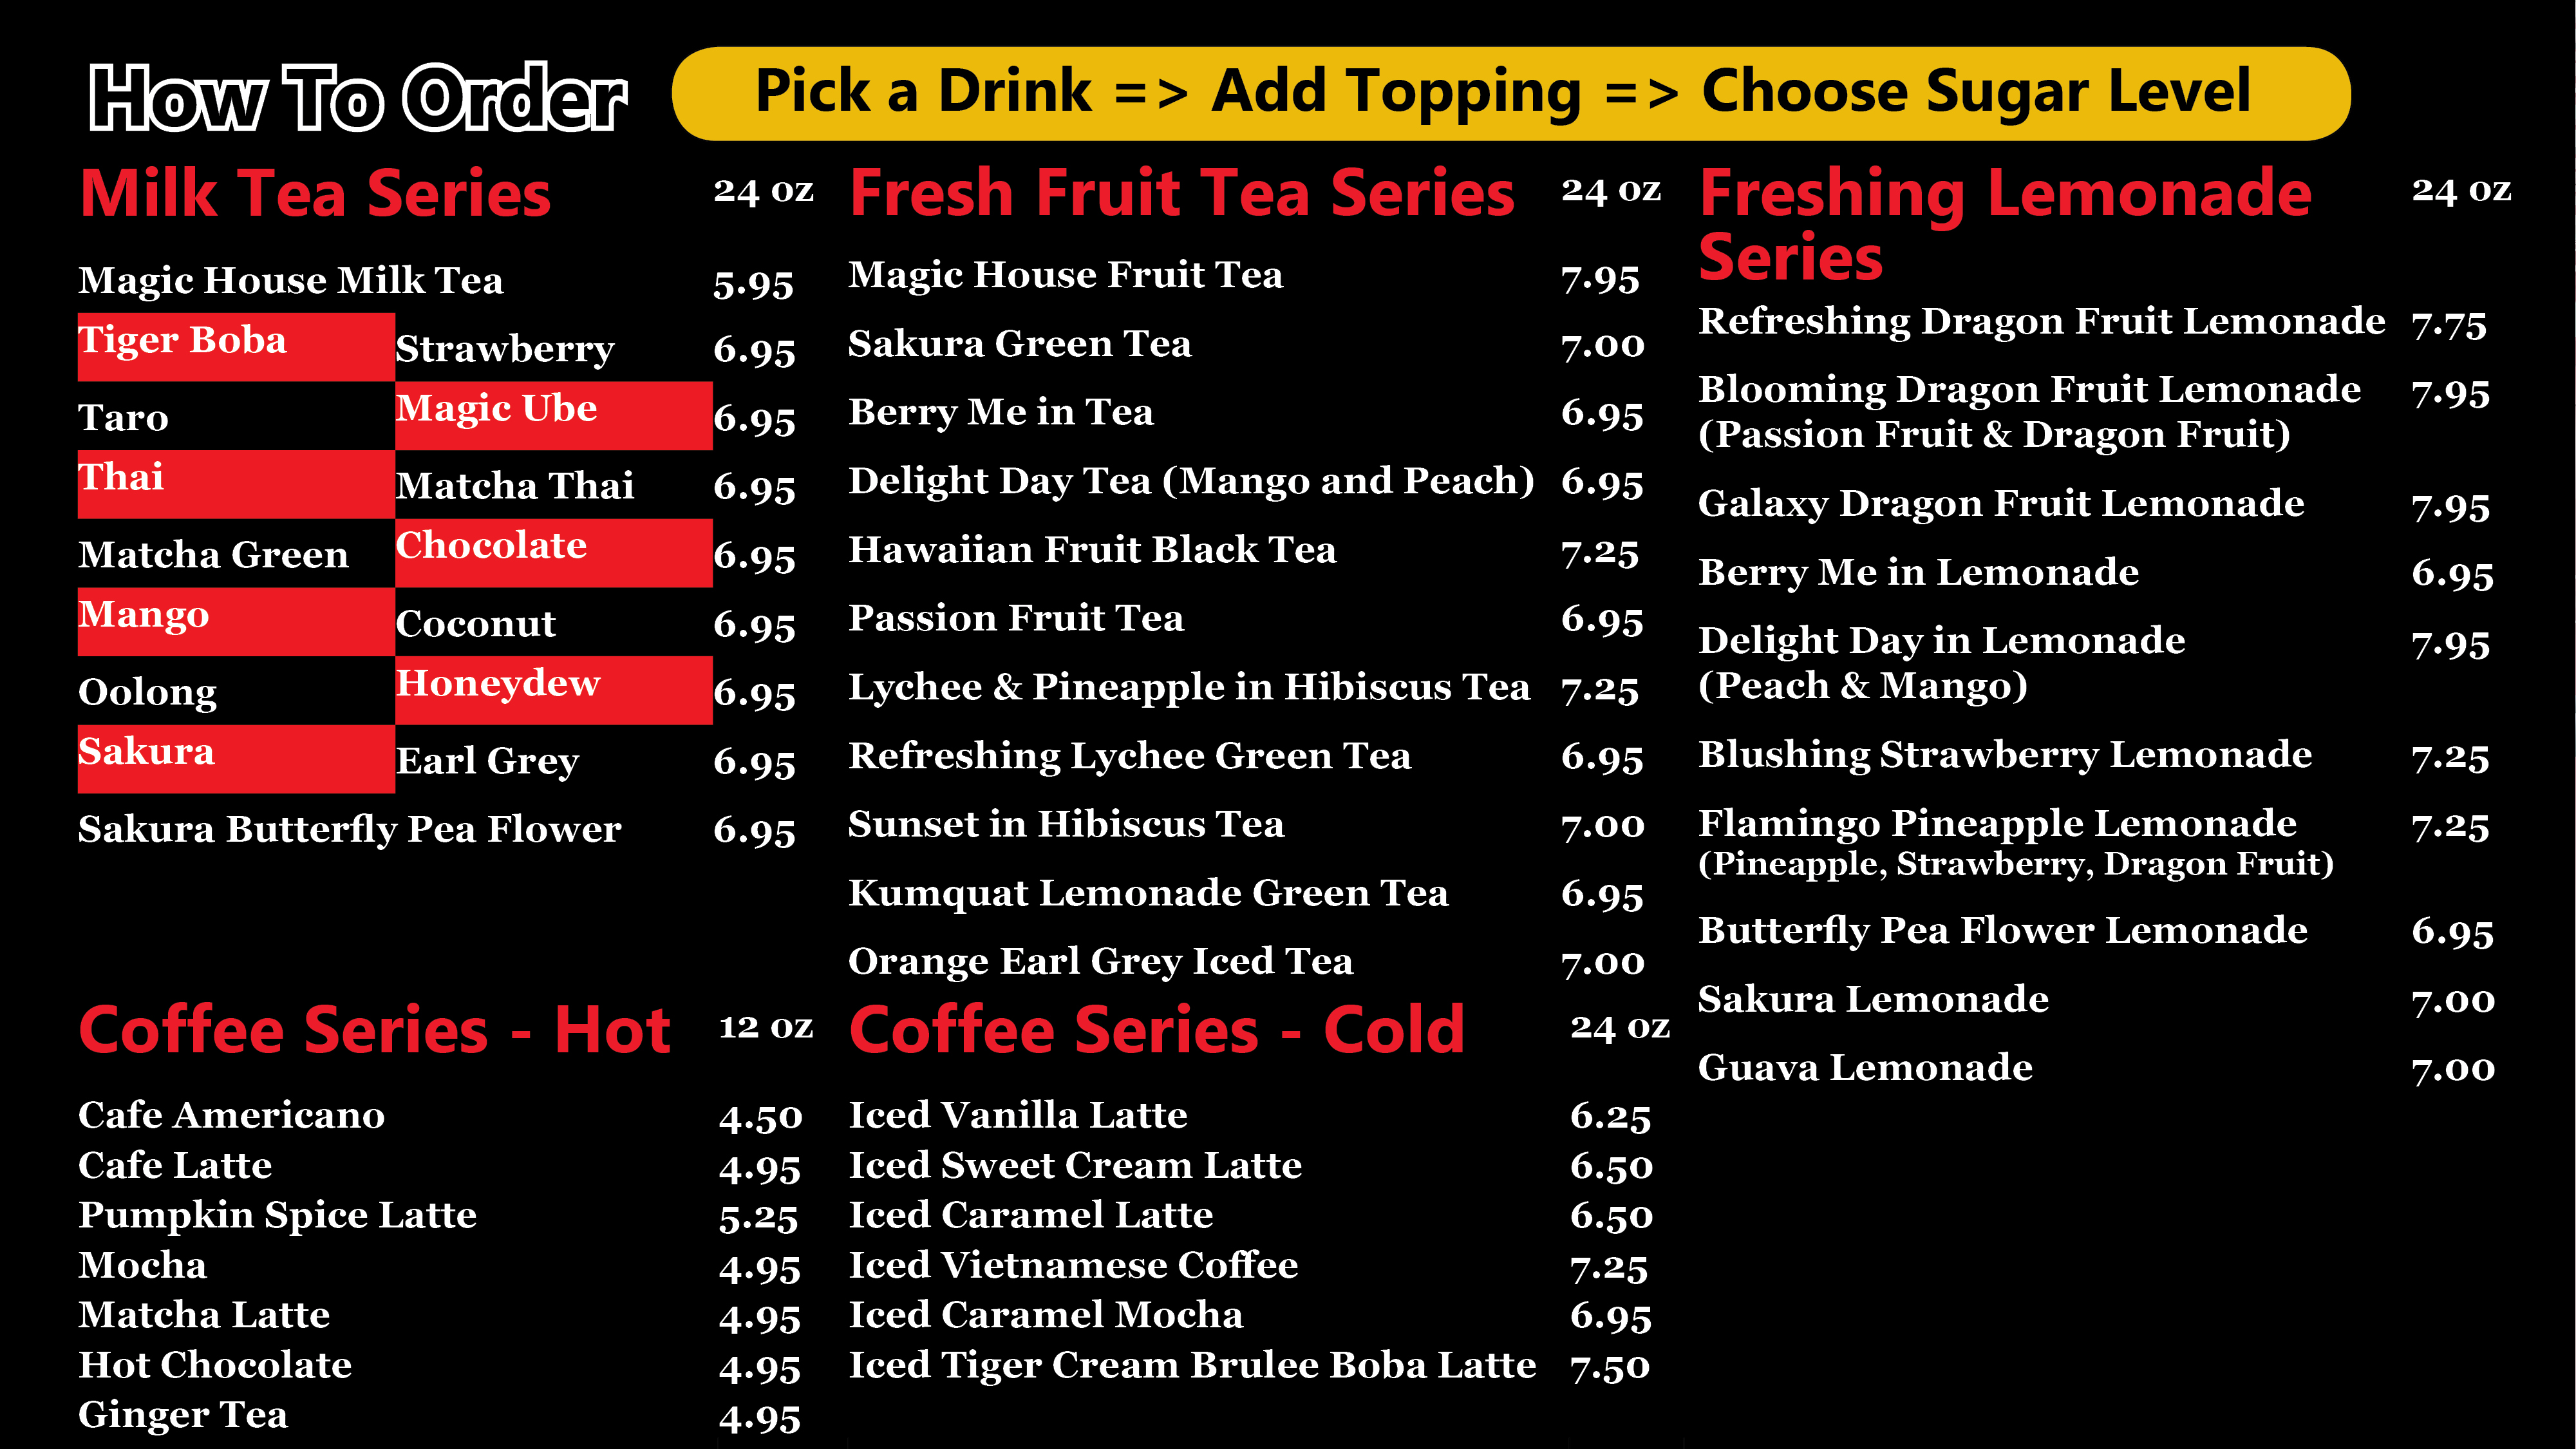 How To Order
Pick a Drink => Add Topping => Choose Sugar Level
Milk Tea Series 24 oz
Magic House Milk Tea 5.95
Tiger Boba Strawberry 6.95
Taro Magic Ube 6.95
Thai Matcha Thai 6.95
Matcha Green Chocolate 6.95
Mango Coconut 6.95
Oolong Honeydew 6.95
Sakura Earl Grey 6.95
Sakura Butterfly Pea Flower 6.95
Fresh Fruit Tea Series 24 oz
Magic House Fruit Tea 7.95
Sakura Green Tea 7.00
Berry Me in Tea 6.95
Delight Day Tea (Mango and Peach) 6.95
Hawaiian Fruit Black Tea 7.25
Passion Fruit Tea 6.95
Lychee & Pineapple in Hibiscus Tea 7.25
Refreshing Lychee Green Tea 6.95
Sunset in Hibiscus Tea 7.00
Kumquat Lemonade Green Tea 6.95
Orange Earl Grey Iced Tea 7.00
Freshing Lemonade 24 oz
Series
Refreshing Dragon Fruit Lemonade 7.75
Blooming Dragon Fruit Lemonade 7.95
(Passion Fruit & Dragon Fruit)
Galaxy Dragon Fruit Lemonade 7.95
Berry Me in Lemonade 6.95
Delight Day in Lemonade 7.95
(Peach & Mango)
Blushing Strawberry Lemonade 7.25
Flamingo Pineapple Lemonade 7.25
(Pineapple, Strawberry, Dragon Fruit)
Butterfly Pea Flower Lemonade 6.95
Sakura Lemonade 7.00
Guava Lemonade 7.00
Coffee Series - Hot 12 oz
Cafe Americano 4.50
Cafe Latte 4.95
Pumpkin Spice Latte 5.25
Mocha 4.95
Matcha Latte 4.95
Hot Chocolate 4.95
Ginger Tea 4.95
Coffee Series - Cold 24 oz
Iced Vanilla Latte 6.25
Iced Sweet Cream Latte 6.50
Iced Caramel Latte 6.50
Iced Vietnamese Coffee 7.25
Iced Caramel Mocha 6.95
Iced Tiger Cream Brulee Boba Latte 7.50